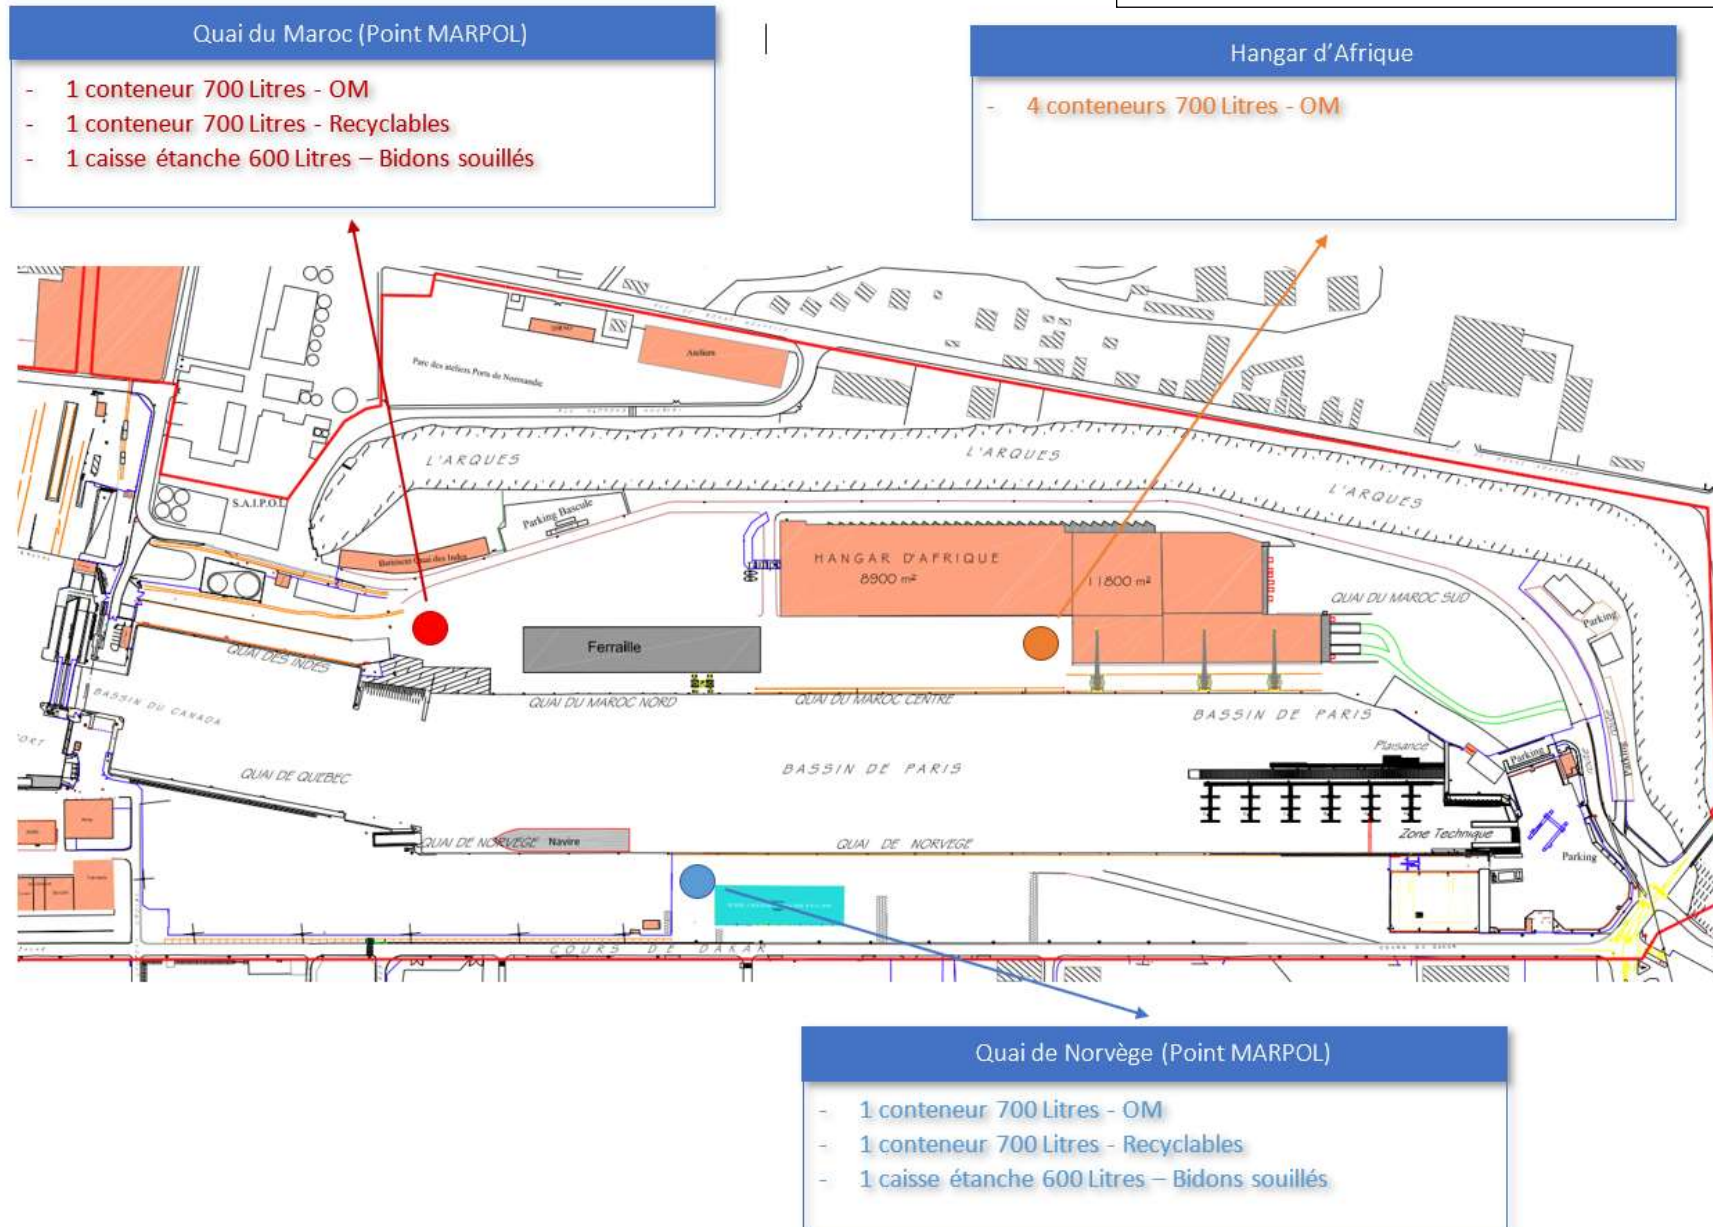 Quai du Maroc (Point MARPOL)
- 1 conteneur 700 Litres - OM
- 1 conteneur 700 Litres - Recyclables
- 1 caisse étanche 600 Litres – Bidons souillés
Hangar d'Afrique
- 4 conteneurs 700 Litres - OM
Ateliers
Parc des ateliers Ports de Normandie
L'ARQUES
L'ARQUES
L'ARQUES
S.A.I.P.O.L
Parking Bascule
Batiment Quai des Indes
HANGAR D'AFRIQUE
8900 m²
11800 m²
QUAI DU MAROC SUD
Parking
Ferraille
QUAI DES INDES
BASSIN DU CANADA
QUAI DU MAROC NORD
QUAI DU MAROC CENTRE
BASSIN DE PARIS
Plaisance
Parking
BASSIN DE PARIS
QUAI DE QUEBEC
QUAI DE NORVEGE
Navire
QUAI DE NORVEGE
Zone Technique
Parking
COURS DE DAKAR
Quai de Norvège (Point MARPOL)
- 1 conteneur 700 Litres - OM
- 1 conteneur 700 Litres - Recyclables
- 1 caisse étanche 600 Litres – Bidons souillés